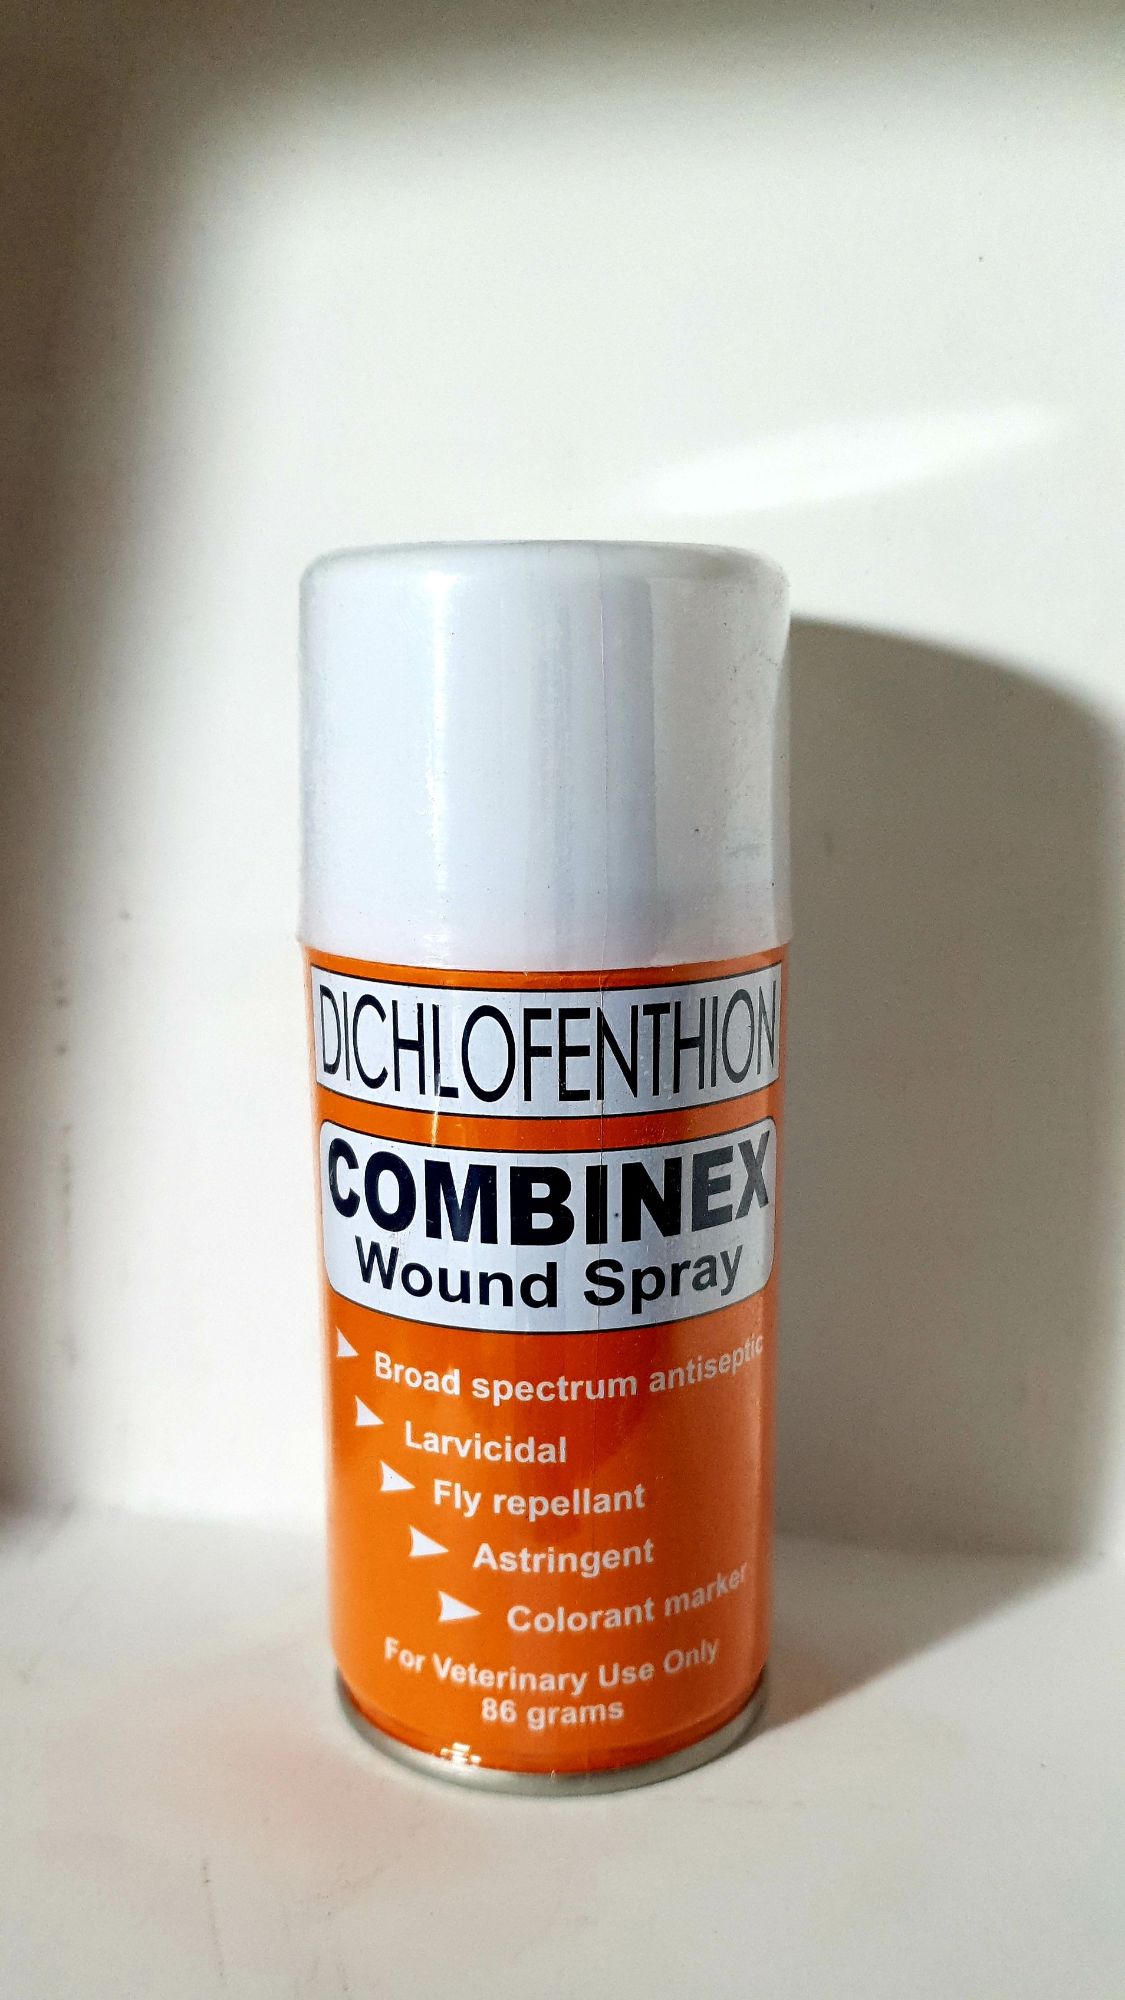 DICHLOFENTHION
COMBINEX
Wound Spray
Broad spectrum antiseptic
Larvicidal
Fly repellant
Astringent
Colorant marker
For Veterinary Use Only
86 grams